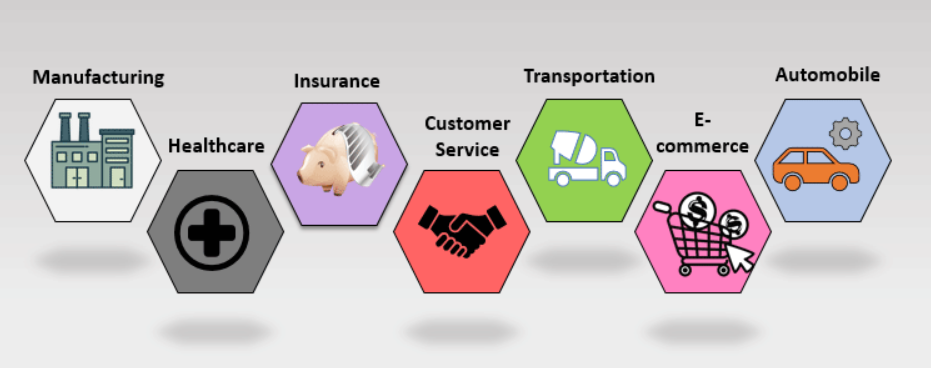 Manufacturing
Healthcare
Insurance
Customer
Service
Transportation
E-
commerce
Automobile
$
$